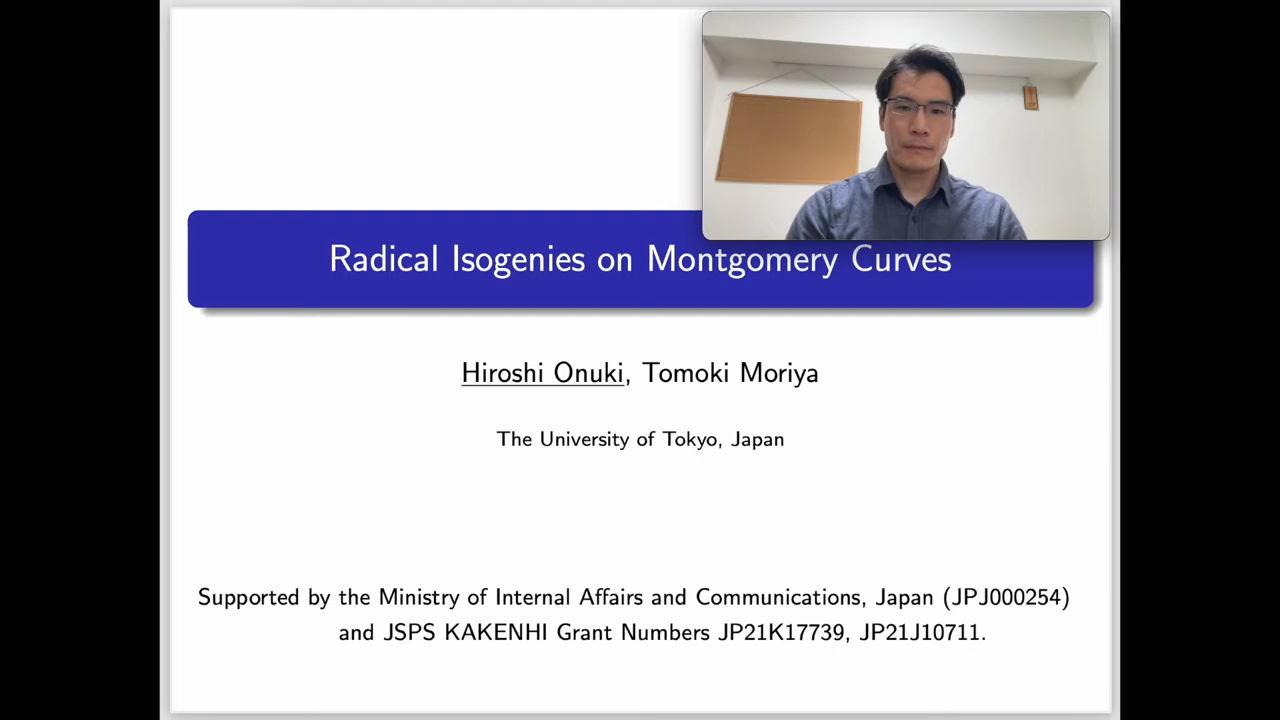 Radical Isogenies on Montgomery Curves
Hiroshi Onuki, Tomoki Moriya
The University of Tokyo, Japan
Supported by the Ministry of Internal Affairs and Communications, Japan (JPJ000254)
and JSPS KAKENHI Grant Numbers JP21K17739, JP21J10711.